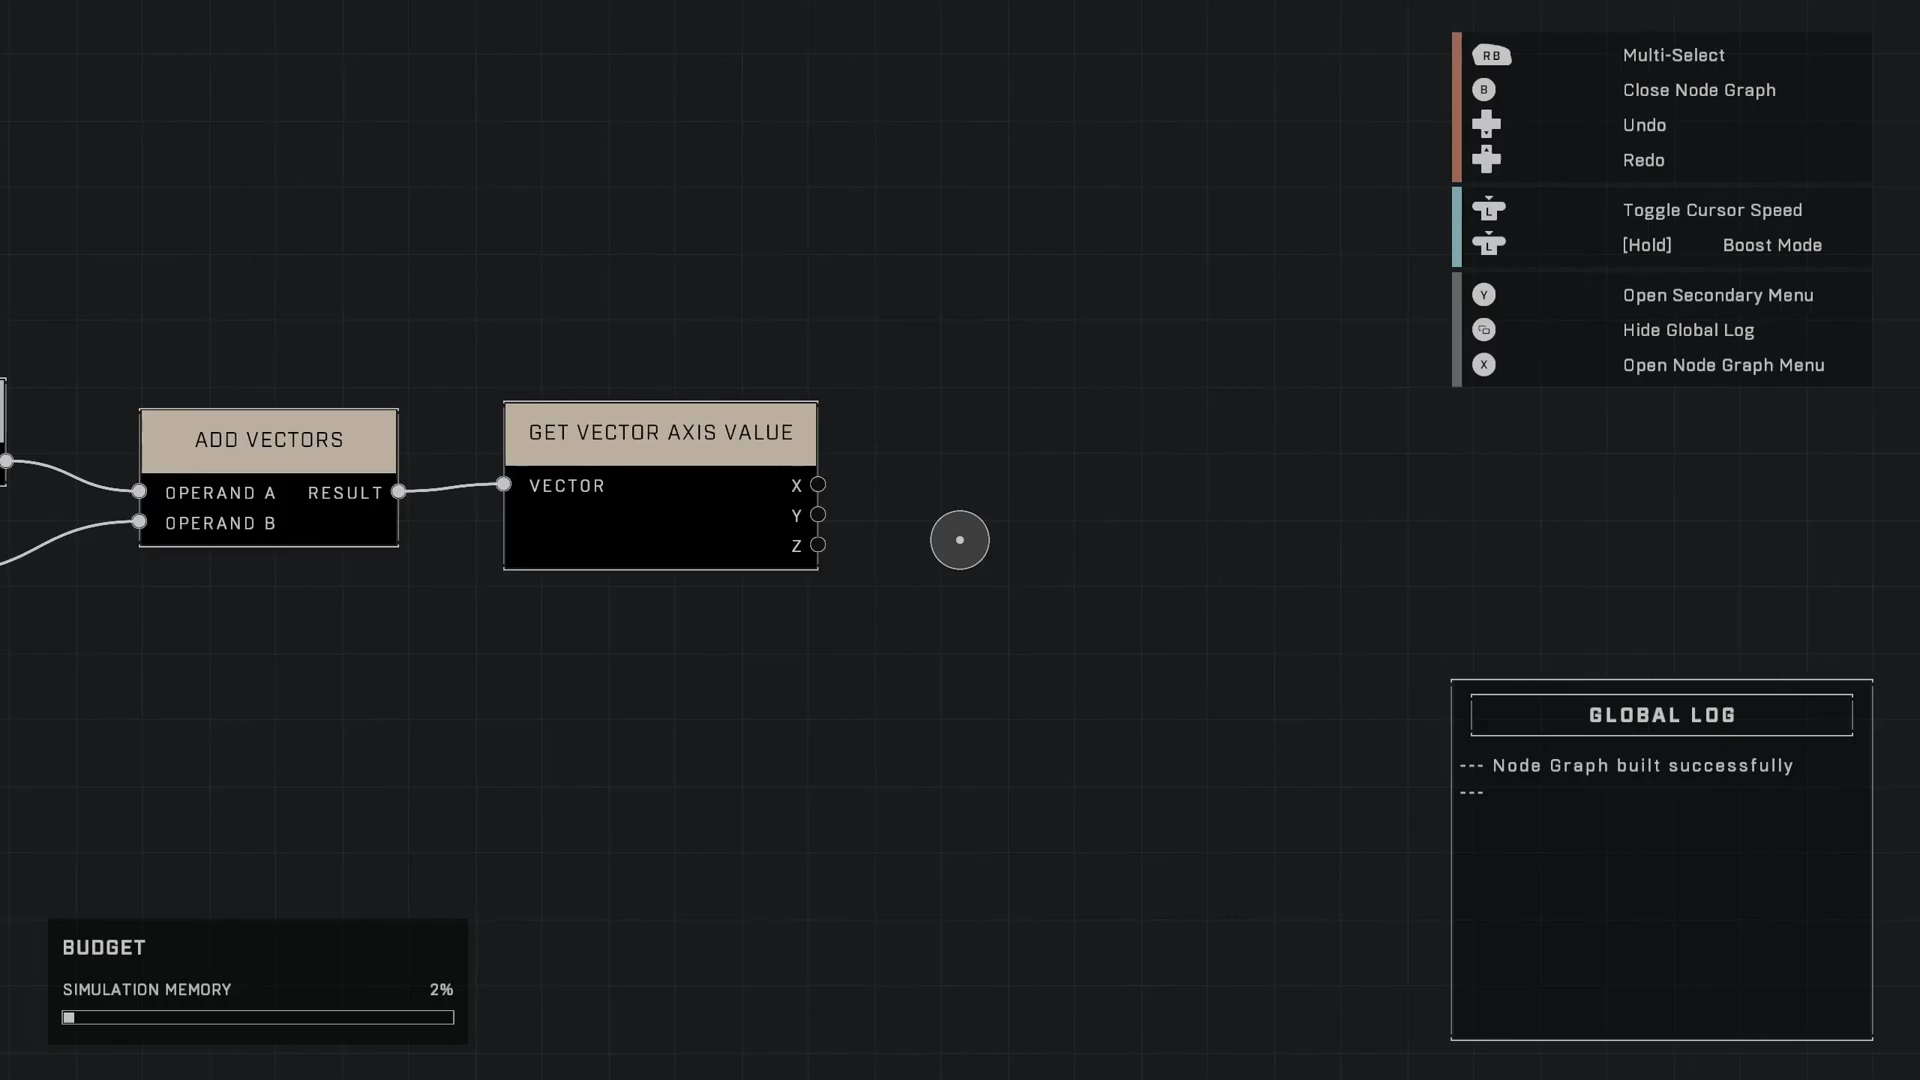 RB Multi-Select
B Close Node Graph
Undo
Redo
L Toggle Cursor Speed
L [Hold] Boost Mode
Y Open Secondary Menu
Hide Global Log
X Open Node Graph Menu
ADD VECTORS
OPERAND A RESULT
OPERAND B
GET VECTOR AXIS VALUE
VECTOR X
Y
Z
GLOBAL LOG
--- Node Graph built successfully
---
BUDGET
SIMULATION MEMORY 2%